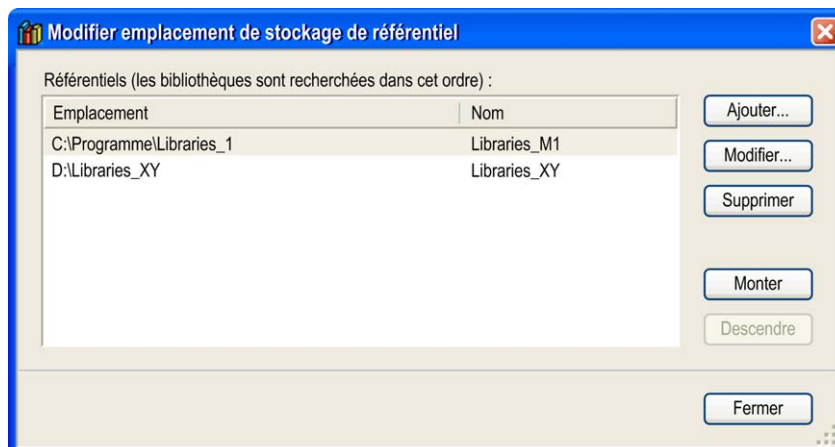 Modifier emplacement de stockage de référentiel
Référentiels (les bibliothèques sont recherchées dans cet ordre) :
Emplacement Nom
C:\Programme\Libraries_1 Libraries_M1
D:\Libraries_XY Libraries_XY
Ajouter...
Modifier...
Supprimer
Monter
Descendre
Fermer